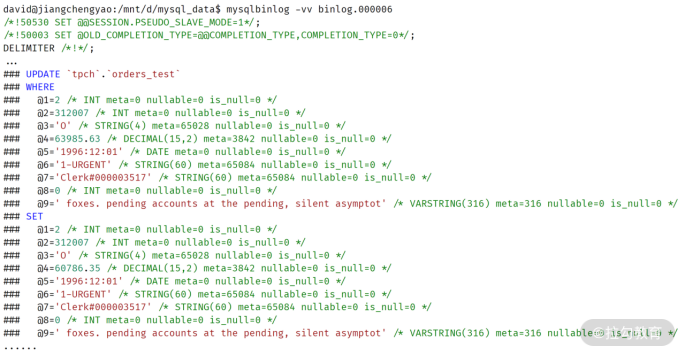 david@jiangchengyao:/mnt/d/mysql_data$ mysqlbinlog -vv binlog.000006
/*!50530 SET @@SESSION.PSEUDO_SLAVE_MODE=1*/;
/*!50003 SET @OLD_COMPLETION_TYPE=@@COMPLETION_TYPE,COMPLETION_TYPE=0*/;
DELIMITER /*!*/;
...
### UPDATE `tpch`.`orders_test`
### WHERE
###   @1=2 /* INT meta=0 nullable=0 is_null=0 */
###   @2=312007 /* INT meta=0 nullable=0 is_null=0 */
###   @3='O' /* STRING(4) meta=65028 nullable=0 is_null=0 */
###   @4=63985.63 /* DECIMAL(15,2) meta=3842 nullable=0 is_null=0 */
###   @5='1996:12:01' /* DATE meta=0 nullable=0 is_null=0 */
###   @6='1-URGENT' /* STRING(60) meta=65084 nullable=0 is_null=0 */
###   @7='Clerk#000003517' /* STRING(60) meta=65084 nullable=0 is_null=0 */
###   @8=0 /* INT meta=0 nullable=0 is_null=0 */
###   @9=' foxes. pending accounts at the pending, silent asymptot' /* VARSTRING(316) meta=316 nullable=0 is_null=0 */
### SET
###   @1=2 /* INT meta=0 nullable=0 is_null=0 */
###   @2=312007 /* INT meta=0 nullable=0 is_null=0 */
###   @3='O' /* STRING(4) meta=65028 nullable=0 is_null=0 */
###   @4=60786.35 /* DECIMAL(15,2) meta=3842 nullable=0 is_null=0 */
###   @5='1996:12:01' /* DATE meta=0 nullable=0 is_null=0 */
###   @6='1-URGENT' /* STRING(60) meta=65084 nullable=0 is_null=0 */
###   @7='Clerk#000003517' /* STRING(60) meta=65084 nullable=0 is_null=0 */
###   @8=0 /* INT meta=0 nullable=0 is_null=0 */
###   @9=' foxes. pending accounts at the pending, silent asymptot' /* VARSTRING(316) meta=316 nullable=0 is_null=0 */
......
@拉勾教育